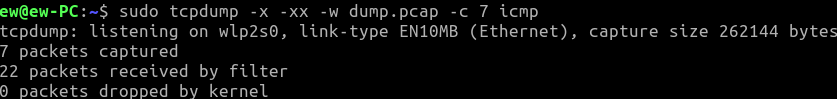 ew@ew-PC:~$ sudo tcpdump -x -xx -w dump.pcap -c 7 icmp
tcpdump: listening on wlp2s0, link-type EN10MB (Ethernet), capture size 262144 bytes
7 packets captured
22 packets received by filter
0 packets dropped by kernel